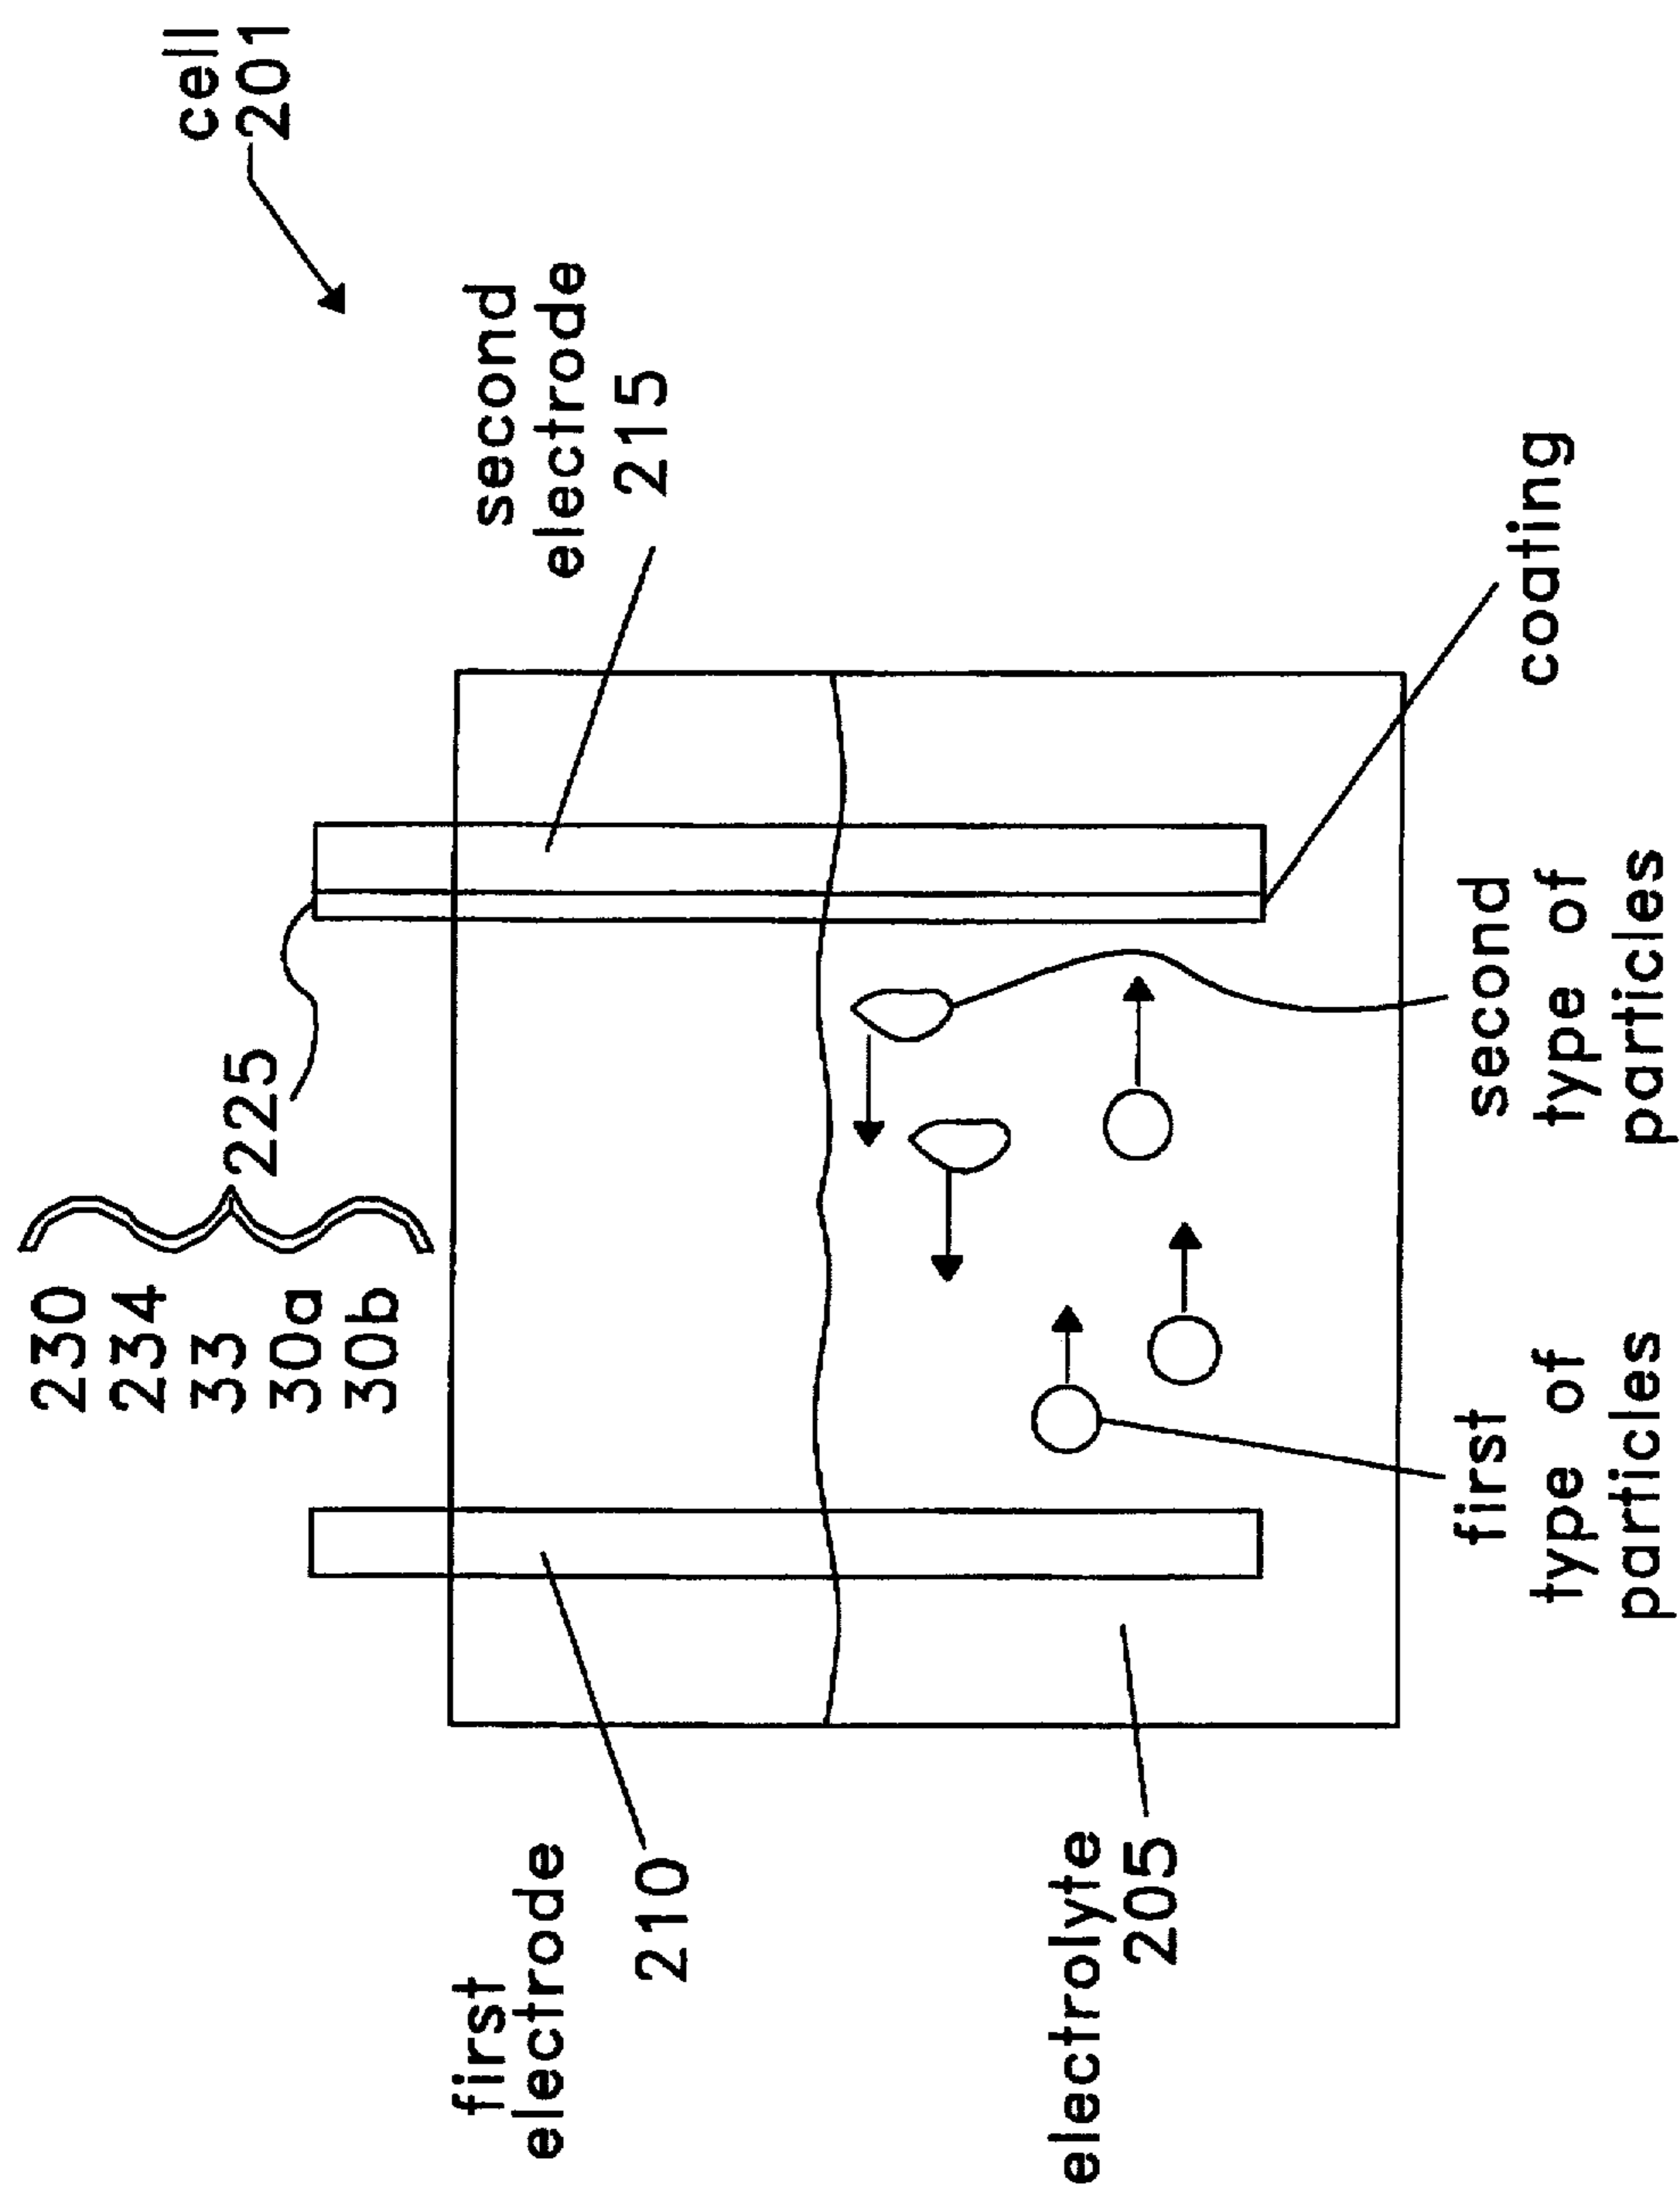 cell
201
230
234
33
30a
30b
225
second
electrode
215
first
electrode
210
electrolyte
205
first
type of
particles
second
type of
particles
coating